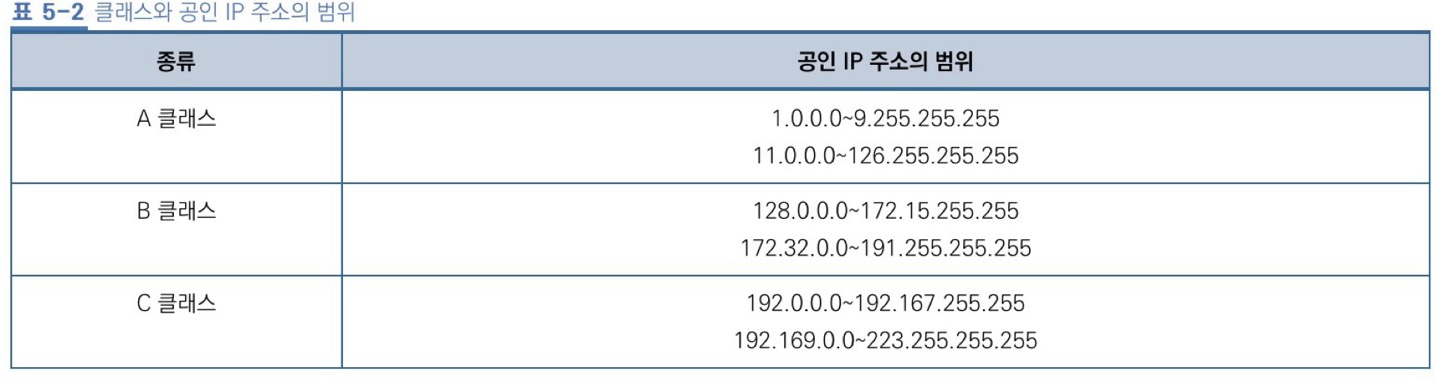 표 5-2 클래스와 공인 IP 주소의 범위
종류 공인 IP 주소의 범위
A 클래스 1.0.0.0~9.255.255.255
11.0.0.0~126.255.255.255
B 클래스 128.0.0.0~172.15.255.255
172.32.0.0~191.255.255.255
C 클래스 192.0.0.0~192.167.255.255
192.169.0.0~223.255.255.255